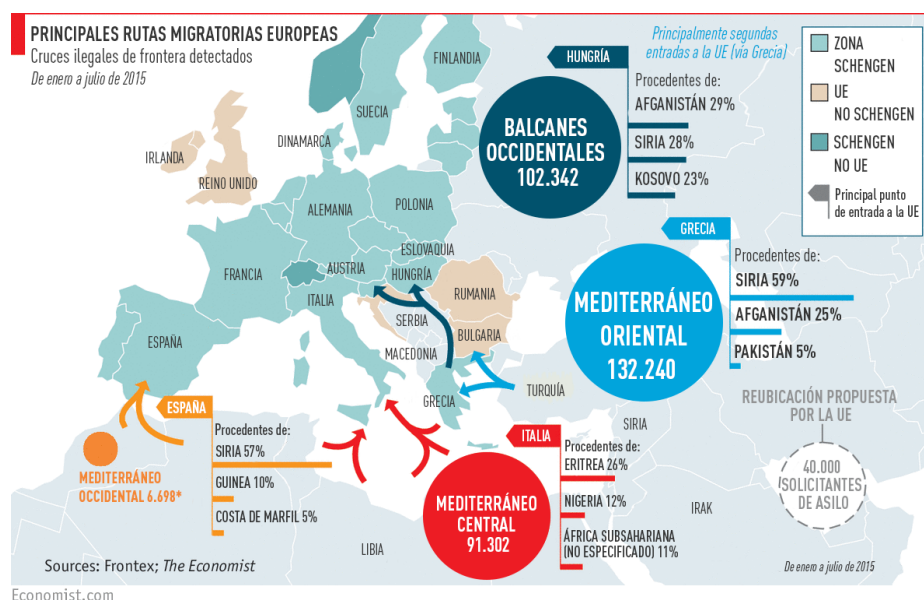 PRINCIPALES RUTAS MIGRATORIAS EUROPEAS
Cruces ilegales de frontera detectados
De enero a julio de 2015
Principalmente segundas
entradas a la UE (vía Grecia)
ZONA
SCHENGEN
UE
NO SCHENGEN
SCHENGEN
NO UE
Principal punto
de entrada a la UE
HUNGRÍA
Procedentes de:
AFGANISTÁN 29%
SIRIA 28%
KOSOVO 23%
BALCANES
OCCIDENTALES
102.342
GRECIA
Procedentes de:
SIRIA 59%
AFGANISTÁN 25%
PAKISTÁN 5%
MEDITERRÁNEO
ORIENTAL
132.240
FINLANDIA
SUECIA
DINAMARCA
IRLANDA
REINO UNIDO
ALEMANIA
POLONIA
ESLOVAQUIA
FRANCIA
AUSTRIA
HUNGRÍA
ITALIA
RUMANIA
SERBIA
BULGARIA
ESPAÑA
MACEDONIA
GRECIA
TURQUÍA
SIRIA
IRAK
LIBIA
ESPAÑA
Procedentes de:
SIRIA 57%
GUINEA 10%
COSTA DE MARFIL 5%
MEDITERRÁNEO
OCCIDENTAL 6.698*
ITALIA
Procedentes de:
ERITREA 26%
NIGERIA 12%
ÁFRICA SUBSAHARIANA
(NO ESPECIFICADO) 11%
MEDITERRÁNEO
CENTRAL
91.302
REUBICACIÓN PROPUESTA
POR LA UE
40.000
SOLICITANTES
DE ASILO
De enero a julio de 2015
Sources: Frontex; The Economist
Economist.com